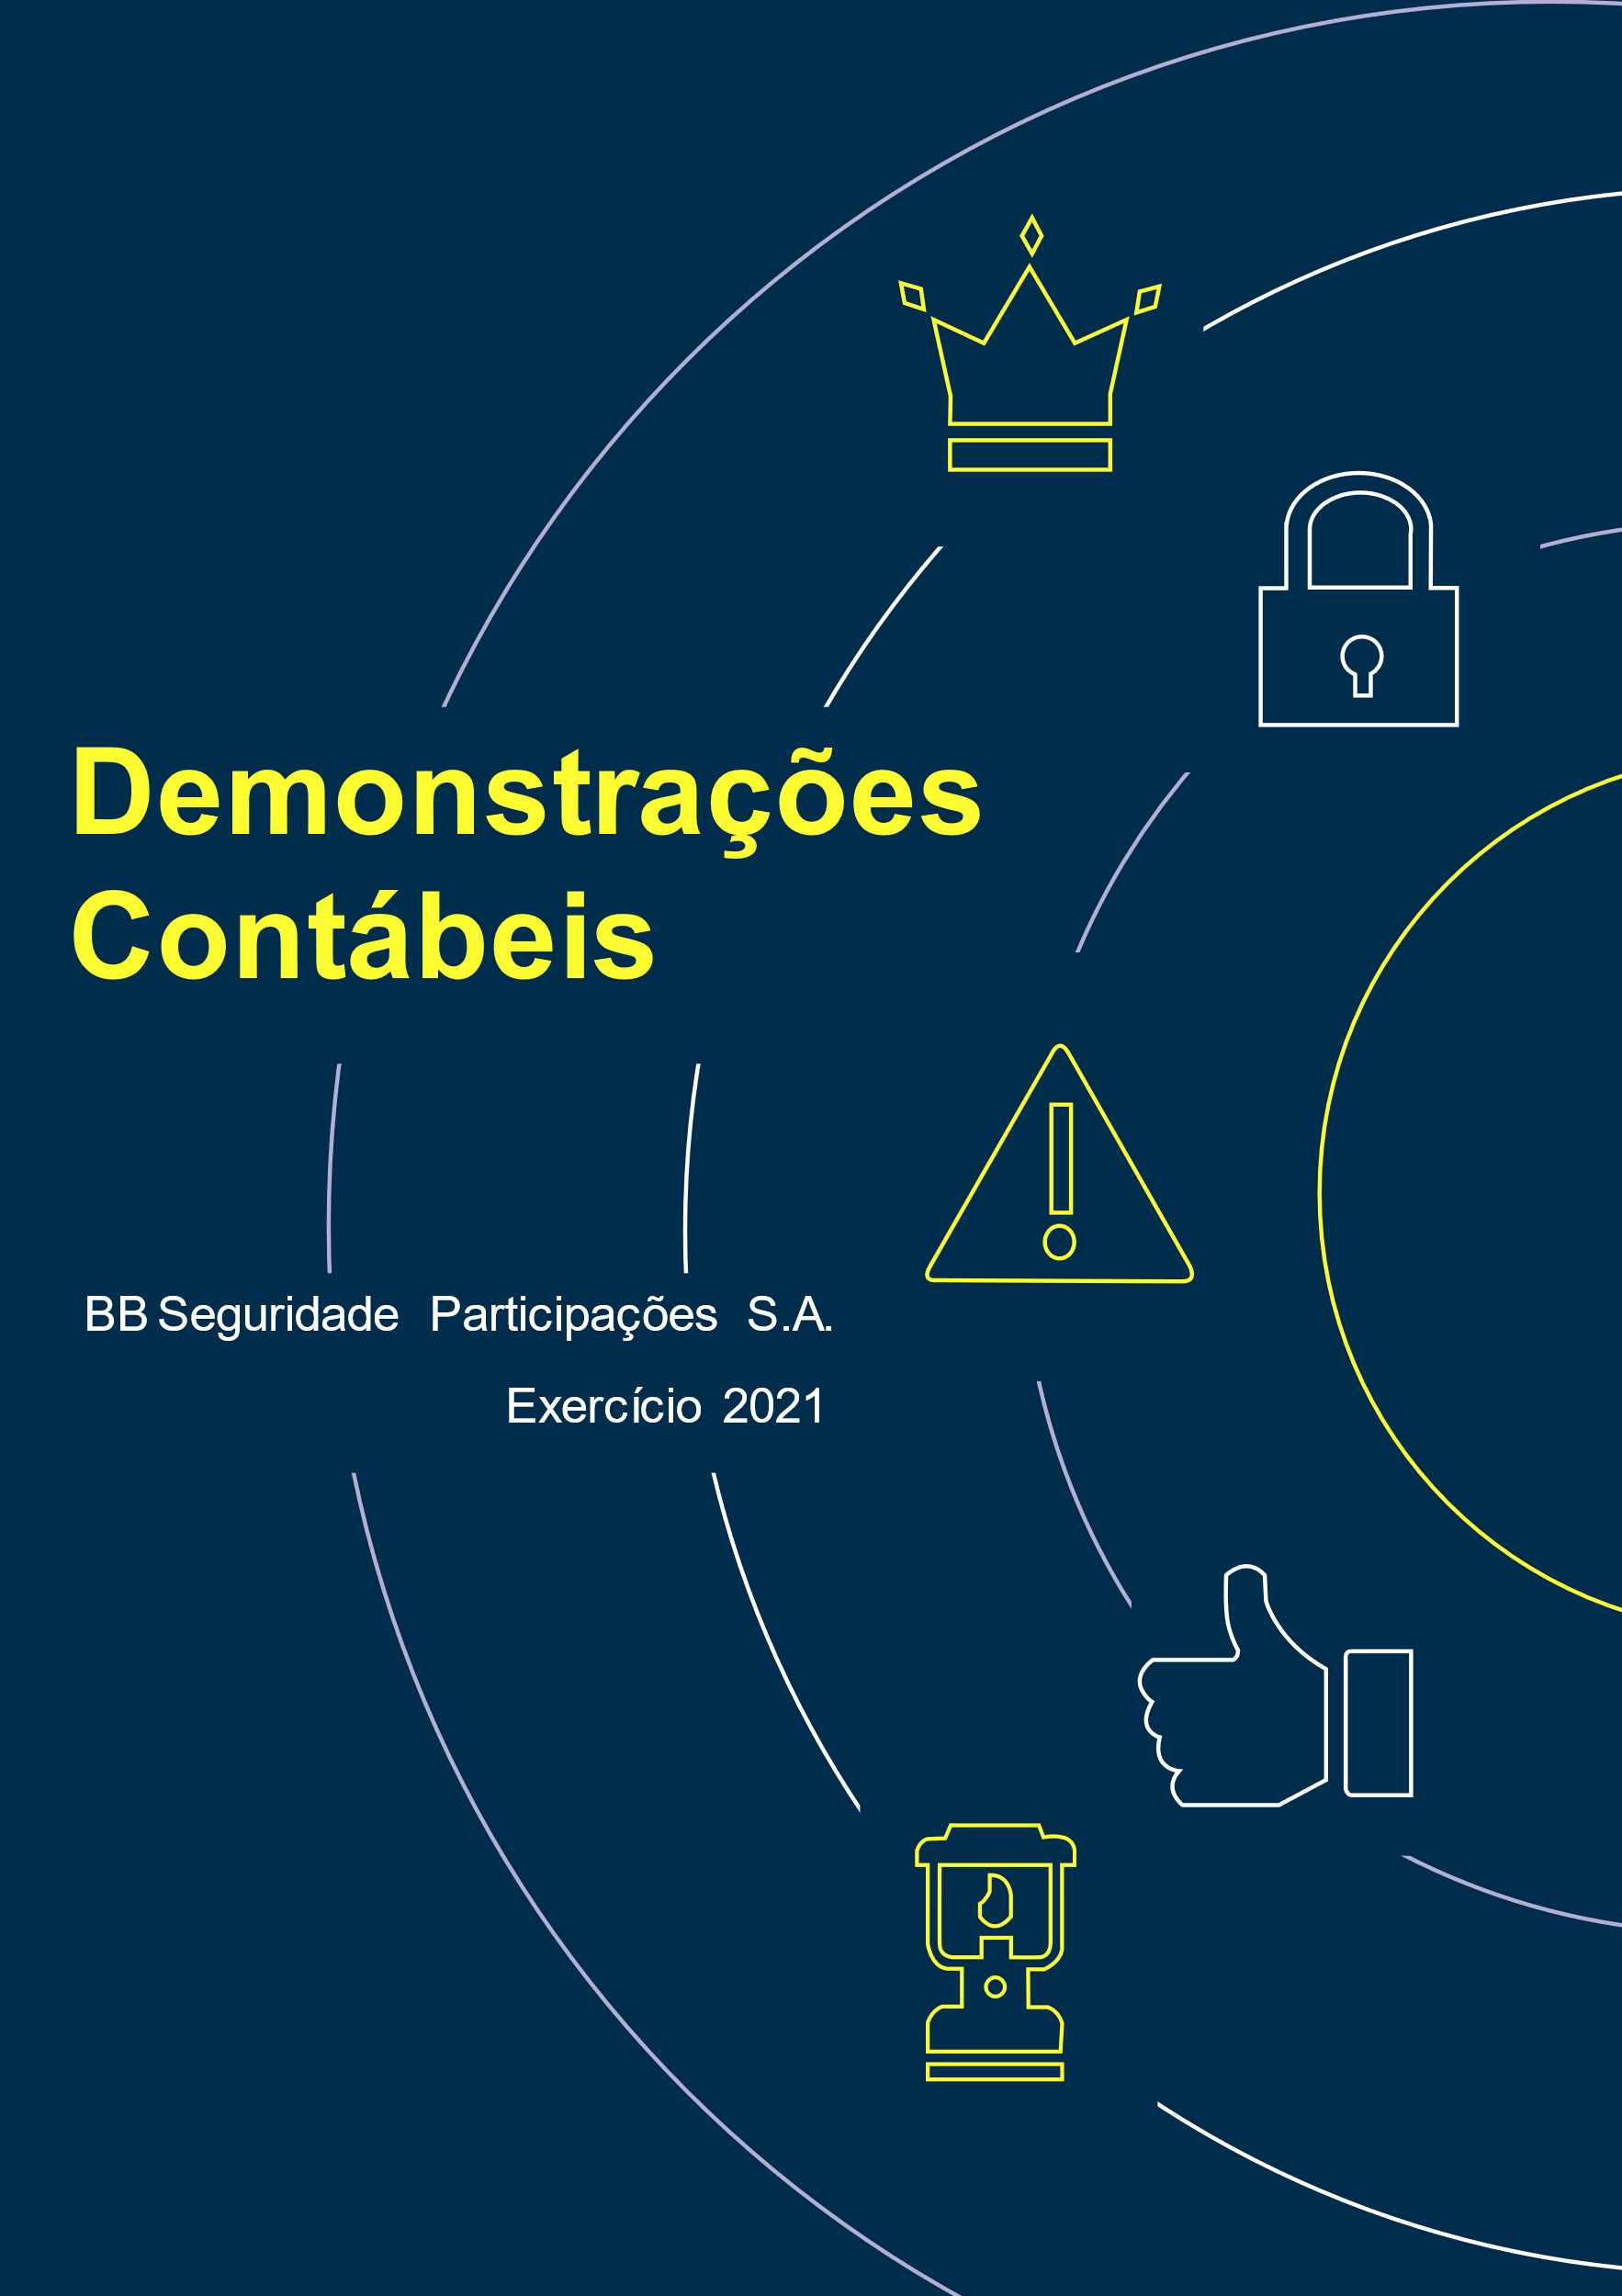 Demonstrações
Contábeis
BB Seguridade Participações S.A.
Exercício 2021